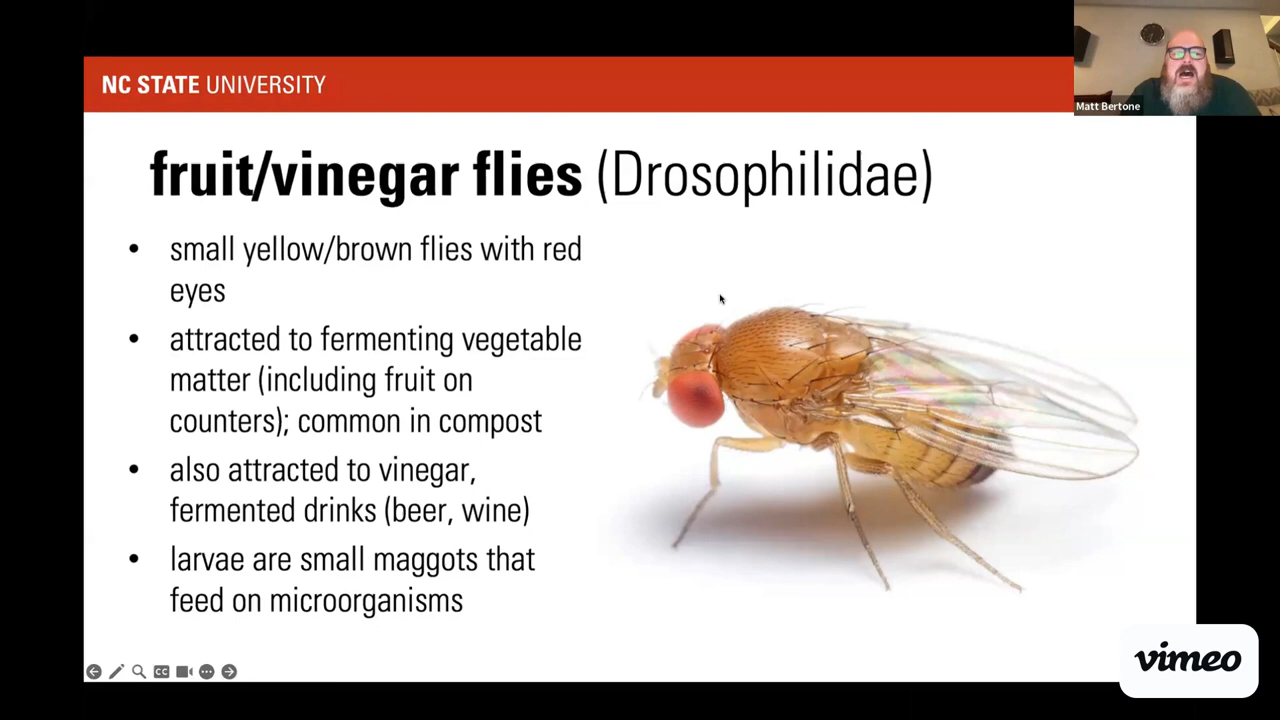 NC STATE UNIVERSITY
Matt Bertone
fruit/vinegar flies (Drosophilidae)
• small yellow/brown flies with red
eyes
• attracted to fermenting vegetable
matter (including fruit on
counters); common in compost
• also attracted to vinegar,
fermented drinks (beer, wine)
• larvae are small maggots that
feed on microorganisms
CC
vimeo